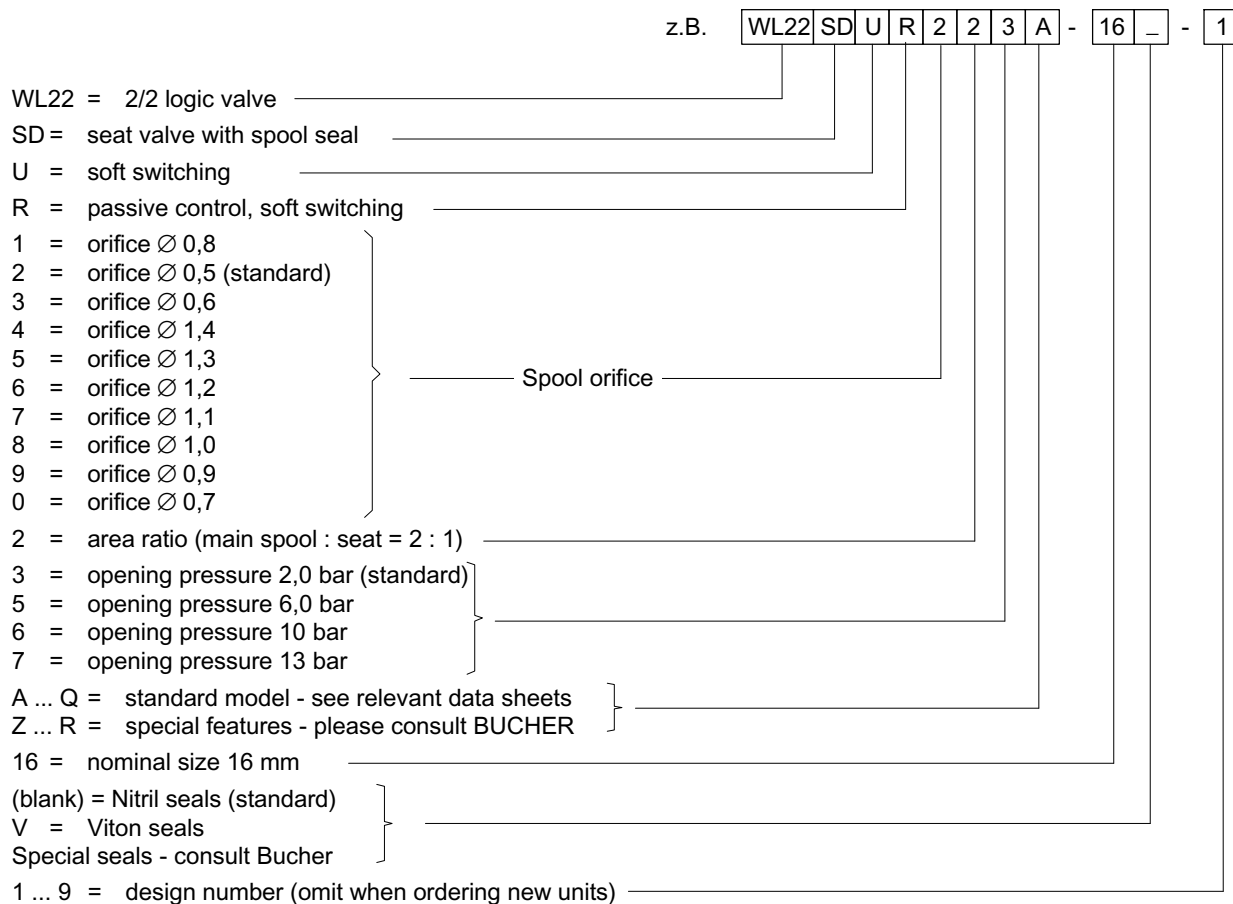 z.B. WL22 SD U R 2 2 3 A - 16 _ - 1
WL22 = 2/2 logic valve
SD = seat valve with spool seal
U = soft switching
R = passive control, soft switching
1 = orifice ∅ 0,8
2 = orifice ∅ 0,5 (standard)
3 = orifice ∅ 0,6
4 = orifice ∅ 1,4
5 = orifice ∅ 1,3
6 = orifice ∅ 1,2
7 = orifice ∅ 1,1
8 = orifice ∅ 1,0
9 = orifice ∅ 0,9
0 = orifice ∅ 0,7
Spool orifice
2 = area ratio (main spool : seat = 2 : 1)
3 = opening pressure 2,0 bar (standard)
5 = opening pressure 6,0 bar
6 = opening pressure 10 bar
7 = opening pressure 13 bar
A ... Q = standard model - see relevant data sheets
Z ... R = special features - please consult BUCHER
16 = nominal size 16 mm
(blank) = Nitril seals (standard)
V = Viton seals
Special seals - consult Bucher
1 ... 9 = design number (omit when ordering new units)